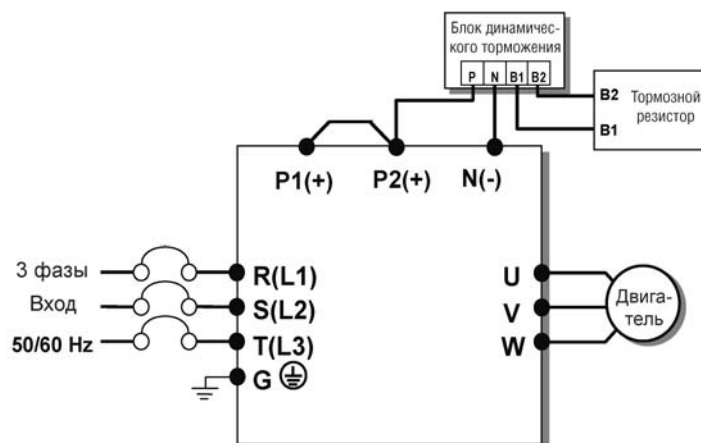 Блок динамичес-
кого торможения
P N B1 B2
B2
Тормозной
резистор
B1
P1(+) P2(+) N(-)
3 фазы
R(L1)
U
Вход
S(L2)
V
Двига-
тель
50/60 Hz
T(L3)
W
G